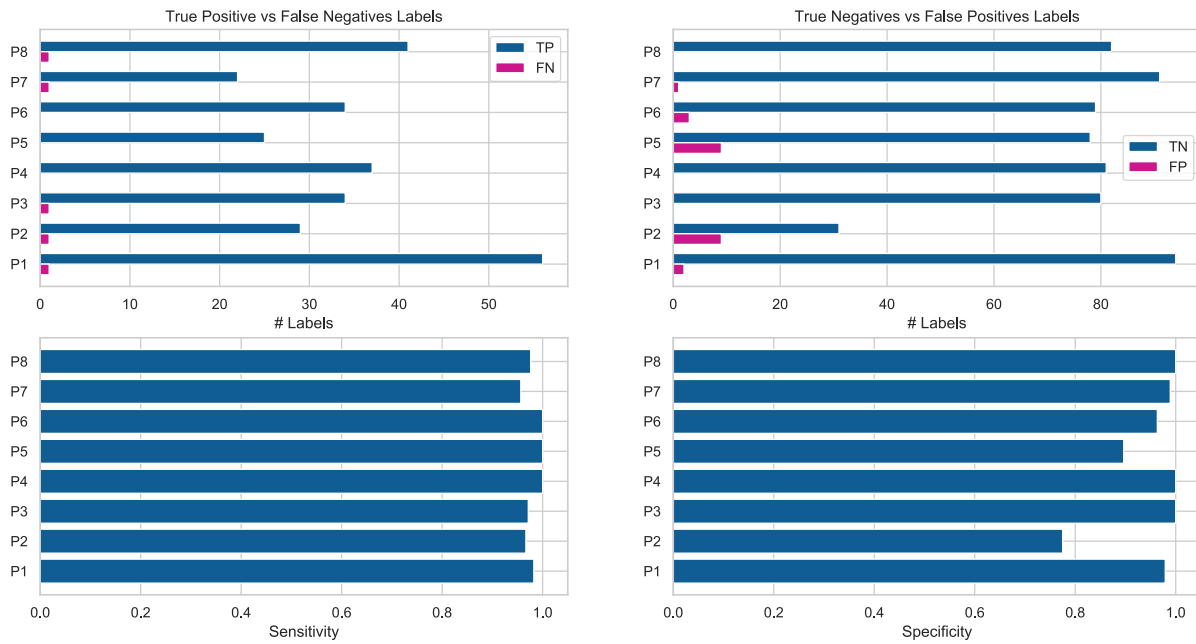 True Positive vs False Negatives Labels
P8
P7
P6
P5
P4
P3
P2
P1
TP
FN
0 10 20 30 40 50
# Labels
True Negatives vs False Positives Labels
P8
P7
P6
P5
P4
P3
P2
P1
TN
FP
0 20 40 60 80
# Labels
P8
P7
P6
P5
P4
P3
P2
P1
0.0 0.2 0.4 0.6 0.8 1.0
Sensitivity
P8
P7
P6
P5
P4
P3
P2
P1
0.0 0.2 0.4 0.6 0.8 1.0
Specificity